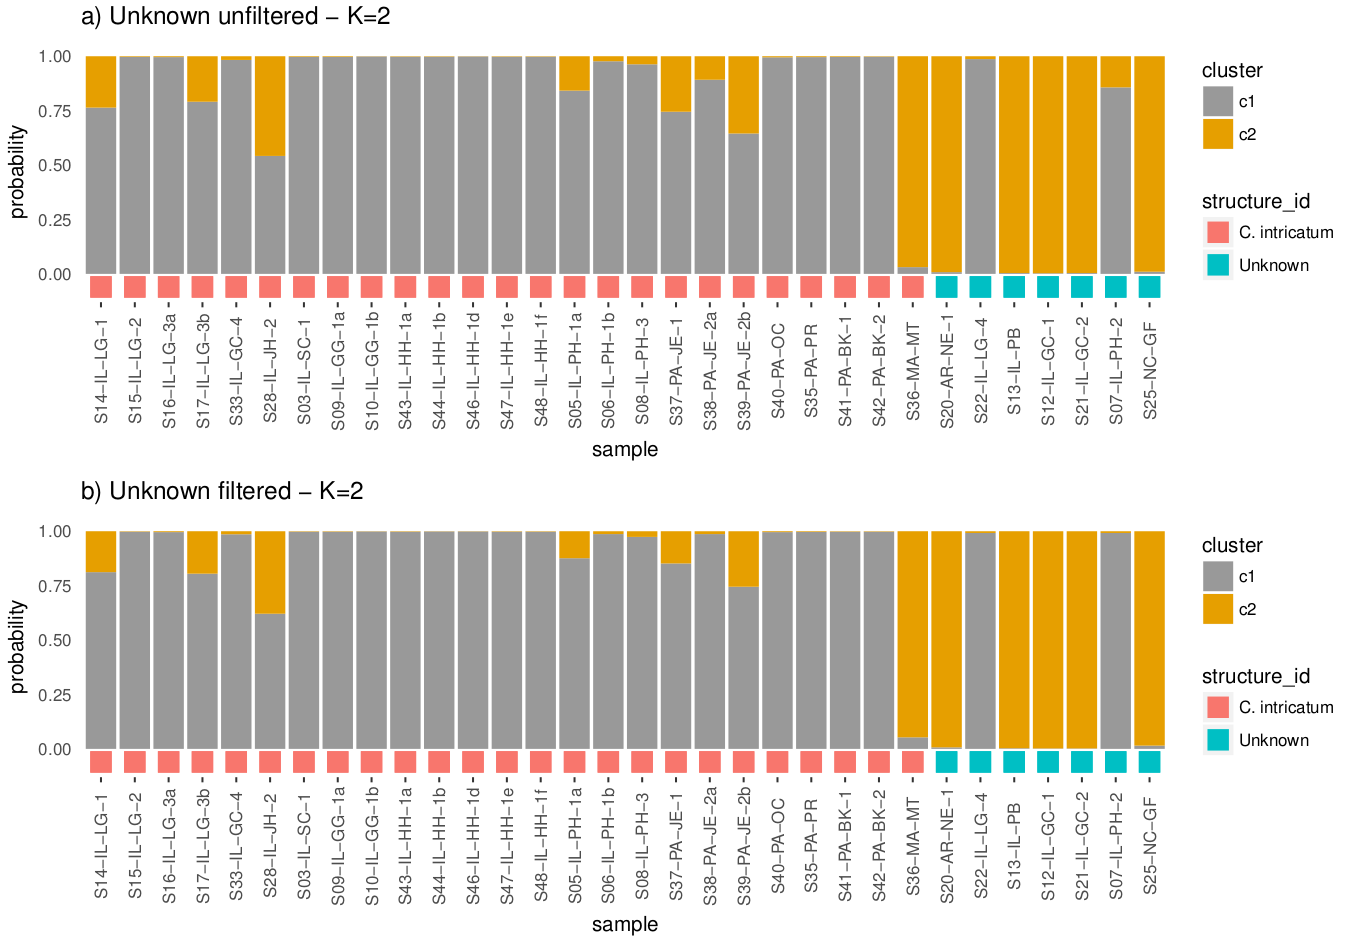 a) Unknown unfiltered − K=2
1.00
0.75
0.50
0.25
0.00
probability
S14−IL−LG−1
S15−IL−LG−2
S16−IL−LG−3a
S17−IL−LG−3b
S33−IL−GC−4
S28−IL−JH−2
S03−IL−SC−1
S09−IL−GG−1a
S10−IL−GG−1b
S43−IL−HH−1a
S44−IL−HH−1b
S46−IL−HH−1d
S47−IL−HH−1e
S48−IL−HH−1f
S05−IL−PH−1a
S06−IL−PH−1b
S08−IL−PH−3
S37−PA−JE−1
S38−PA−JE−2a
S39−PA−JE−2b
S40−PA−OC
S35−PA−PR
S41−PA−BK−1
S42−PA−BK−2
S36−MA−MT
S20−AR−NE−1
S22−IL−LG−4
S13−IL−PB
S12−IL−GC−1
S21−IL−GC−2
S07−IL−PH−2
S25−NC−GF
sample
cluster
c1
c2
structure_id
C. intricatum
Unknown
b) Unknown filtered − K=2
1.00
0.75
0.50
0.25
0.00
probability
S14−IL−LG−1
S15−IL−LG−2
S16−IL−LG−3a
S17−IL−LG−3b
S33−IL−GC−4
S28−IL−JH−2
S03−IL−SC−1
S09−IL−GG−1a
S10−IL−GG−1b
S43−IL−HH−1a
S44−IL−HH−1b
S46−IL−HH−1d
S47−IL−HH−1e
S48−IL−HH−1f
S05−IL−PH−1a
S06−IL−PH−1b
S08−IL−PH−3
S37−PA−JE−1
S38−PA−JE−2a
S39−PA−JE−2b
S40−PA−OC
S35−PA−PR
S41−PA−BK−1
S42−PA−BK−2
S36−MA−MT
S20−AR−NE−1
S22−IL−LG−4
S13−IL−PB
S12−IL−GC−1
S21−IL−GC−2
S07−IL−PH−2
S25−NC−GF
sample
cluster
c1
c2
structure_id
C. intricatum
Unknown